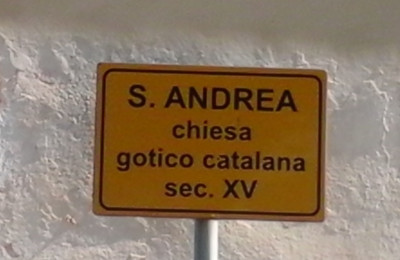 S. ANDREA
chiesa
gotico catalana
sec. XV